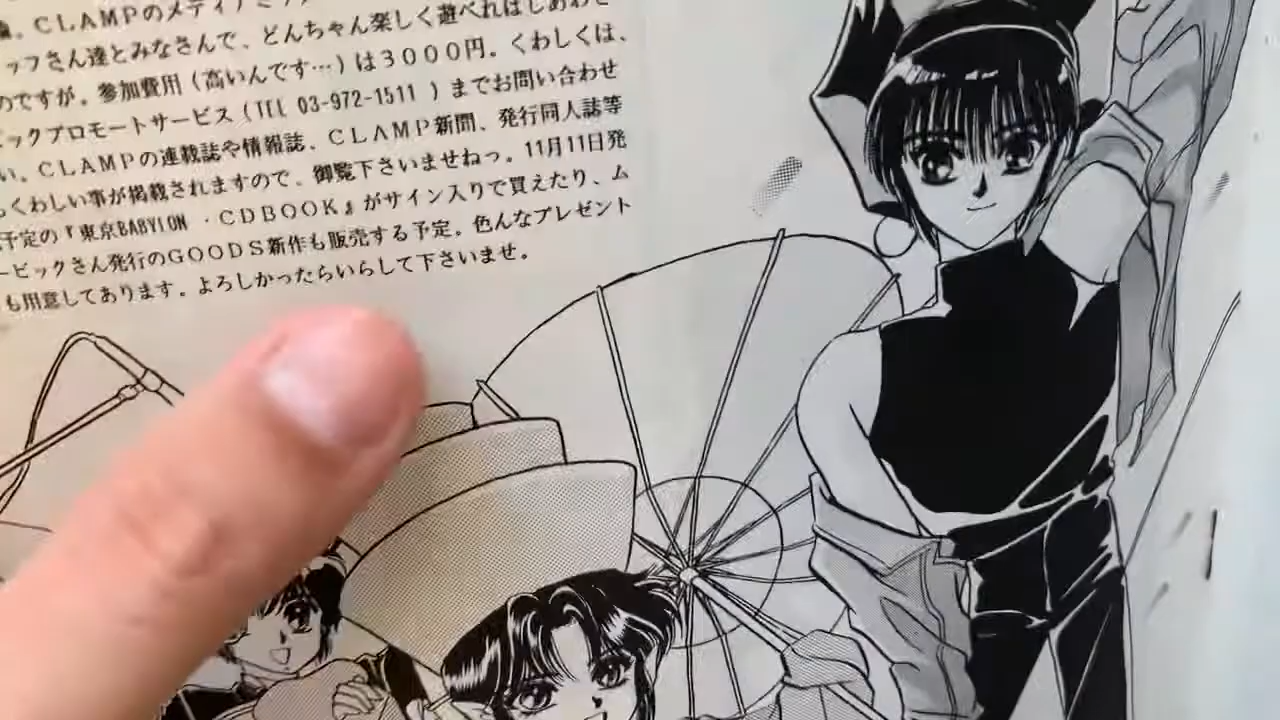 。CLAMPのメディア
ッフさん達とみなさんで、どんちゃん楽しく遊べればしあわせ
のですが。参加費用(高いんです…)は3000円。くわしくは、
ックプロモートサービス(TEL 03-972-1511 )までお問い合わせ
い。CLAMPの連載誌や情報誌、CLAMP新聞、発行同人誌等
くわしい事が掲載されますので、御覧下さいませねっ。11月11日発
予定の『東京BABYLON・CDBOOK』がサイン入りで買えたり、ム
ービックさん発行のGOODS新作も販売する予定。色んなプレゼント
も用意してあります。よろしかったらいらして下さいませ。